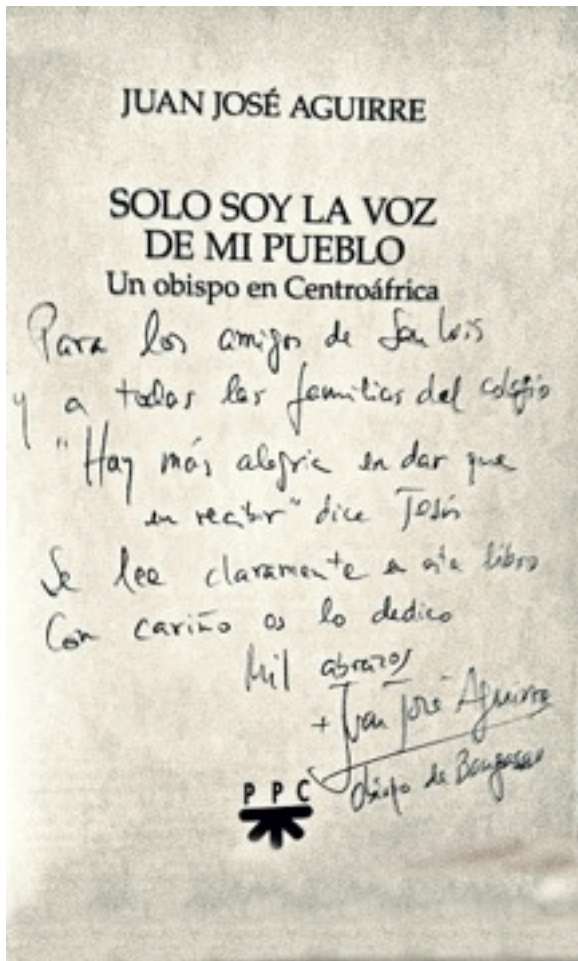 JUAN JOSÉ AGUIRRE
SOLO SOY LA VOZ
DE MI PUEBLO
Un obispo en Centroáfrica
Para los amigos de San Luis
y a todas las familias del colegio
"Hay más alegria en dar que
en recibir" dice Jesús
Se lee claramente en este libro
Con cariño os lo dedico
Mil abrazos
+ Juan José Aguirre
obispo de Bangassou
PPC